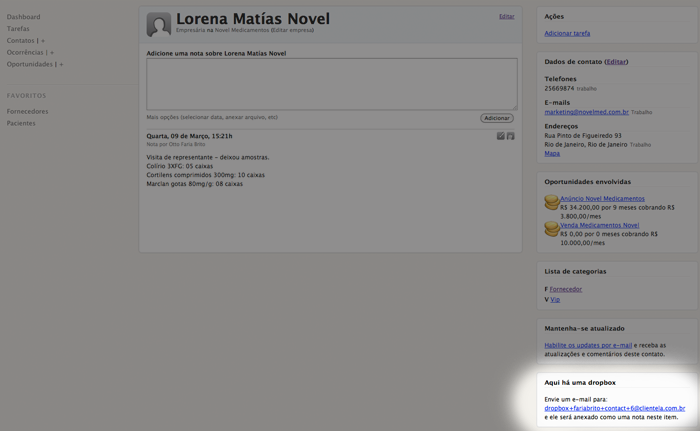 Dashboard
Tarefas
Contatos | +
Ocorrências | +
Oportunidades | +
FAVORITOS
Fornecedores
Pacientes
Lorena Matías Novel
Editar
Empresária na Novel Medicamentos (Editar empresa)
Adicione uma nota sobre Lorena Matías Novel
Mais opções (selecionar data, anexar arquivo, etc)
Adicionar
Quarta, 09 de Março, 15:21h
Nota por Otto Faria Brito
Visita de representante - deixou amostras.
Colírio 3XFG: 05 caixas
Cortilens comprimidos 300mg: 10 caixas
Marcian gotas 80mg/g: 08 caixas
Ações
Adicionar tarefa
Dados de contato (Editar)
Telefones
25669874 trabalho
E-mails
marketing@novelmed.com.br Trabalho
Endereços
Rua Pinto de Figueiredo 93
Rio de Janeiro, Rio de Janeiro Trabalho
Mapa
Oportunidades envolvidas
Anúncio Novel Medicamentos
R$ 34.200,00 por 9 meses cobrando R$
3.800,00/mes
Venda Medicamentos Novel
R$ 0,00 por 0 meses cobrando R$
10.000,00/mes
Lista de categorias
F Fornecedor
V Vip
Mantenha-se atualizado
Habilite os updates por e-mail e receba as
atualizações e comentários deste contato.
Aqui há uma dropbox
Envie um e-mail para:
dropbox+fariabrito+contact+6@clientela.com.br
e ele será anexado como uma nota neste item.